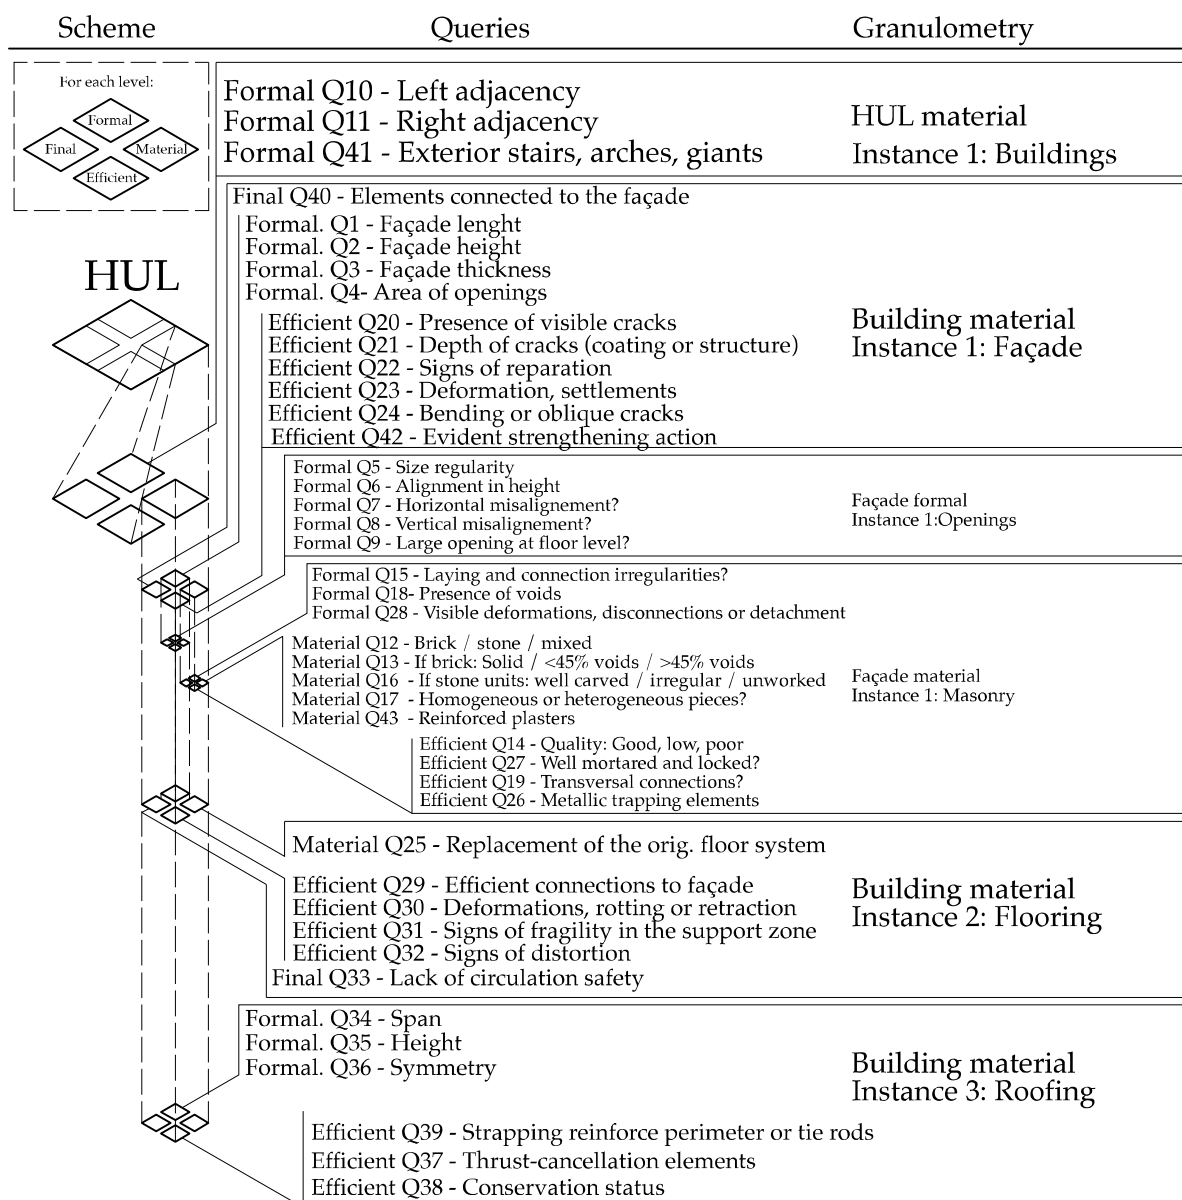 Scheme
Queries
Granulometry
For each level:
Formal
Final
Material
Efficient
HUL
Formal Q10 - Left adjacency
Formal Q11 - Right adjacency
Formal Q41 - Exterior stairs, arches, giants
HUL material
Instance 1: Buildings
Final Q40 - Elements connected to the façade
Formal. Q1 - Façade lenght
Formal. Q2 - Façade height
Formal. Q3 - Façade thickness
Formal. Q4- Area of openings
Efficient Q20 - Presence of visible cracks
Efficient Q21 - Depth of cracks (coating or structure)
Efficient Q22 - Signs of reparation
Efficient Q23 - Deformation, settlements
Efficient Q24 - Bending or oblique cracks
Efficient Q42 - Evident strengthening action
Building material
Instance 1: Façade
Formal Q5 - Size regularity
Formal Q6 - Alignment in height
Formal Q7 - Horizontal misalignement?
Formal Q8 - Vertical misalignement?
Formal Q9 - Large opening at floor level?
Façade formal
Instance 1:Openings
Formal Q15 - Laying and connection irregularities?
Formal Q18- Presence of voids
Formal Q28 - Visible deformations, disconnections or detachment
Material Q12 - Brick / stone / mixed
Material Q13 - If brick: Solid / <45% voids / >45% voids
Material Q16 - If stone units: well carved / irregular / unworked
Material Q17 - Homogeneous or heterogeneous pieces?
Material Q43 - Reinforced plasters
Façade material
Instance 1: Masonry
Efficient Q14 - Quality: Good, low, poor
Efficient Q27 - Well mortared and locked?
Efficient Q19 - Transversal connections?
Efficient Q26 - Metallic trapping elements
Material Q25 - Replacement of the orig. floor system
Efficient Q29 - Efficient connections to façade
Efficient Q30 - Deformations, rotting or retraction
Efficient Q31 - Signs of fragility in the support zone
Efficient Q32 - Signs of distortion
Final Q33 - Lack of circulation safety
Building material
Instance 2: Flooring
Formal. Q34 - Span
Formal. Q35 - Height
Formal. Q36 - Symmetry
Building material
Instance 3: Roofing
Efficient Q39 - Strapping reinforce perimeter or tie rods
Efficient Q37 - Thrust-cancellation elements
Efficient Q38 - Conservation status